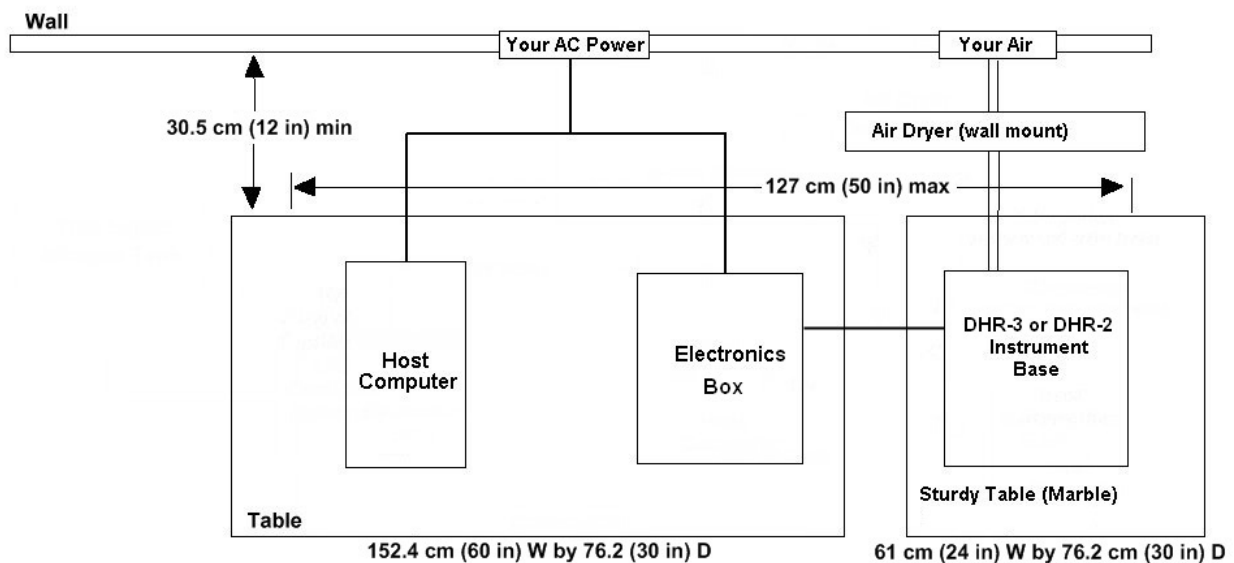 Wall
Your AC Power
Your Air
30.5 cm (12 in) min
Air Dryer (wall mount)
127 cm (50 in) max
Host
Computer
Electronics
Box
DHR-3 or DHR-2
Instrument
Base
Sturdy Table (Marble)
Table
152.4 cm (60 in) W by 76.2 (30 in) D
61 cm (24 in) W by 76.2 cm (30 in) D